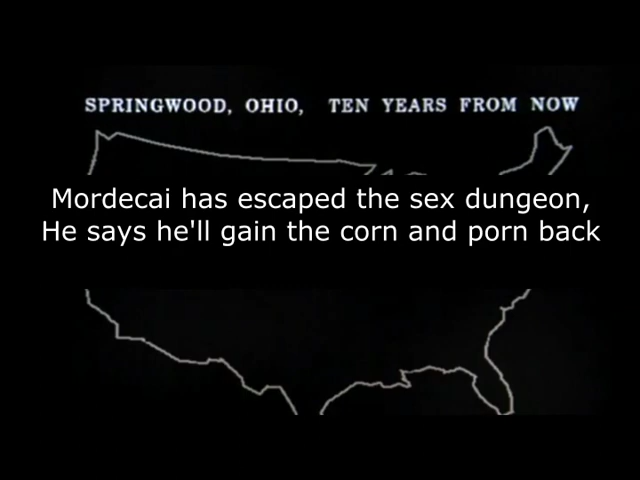 SPRINGWOOD, OHIO, TEN YEARS FROM NOW
Mordecai has escaped the sex dungeon,
He says he'll gain the corn and porn back